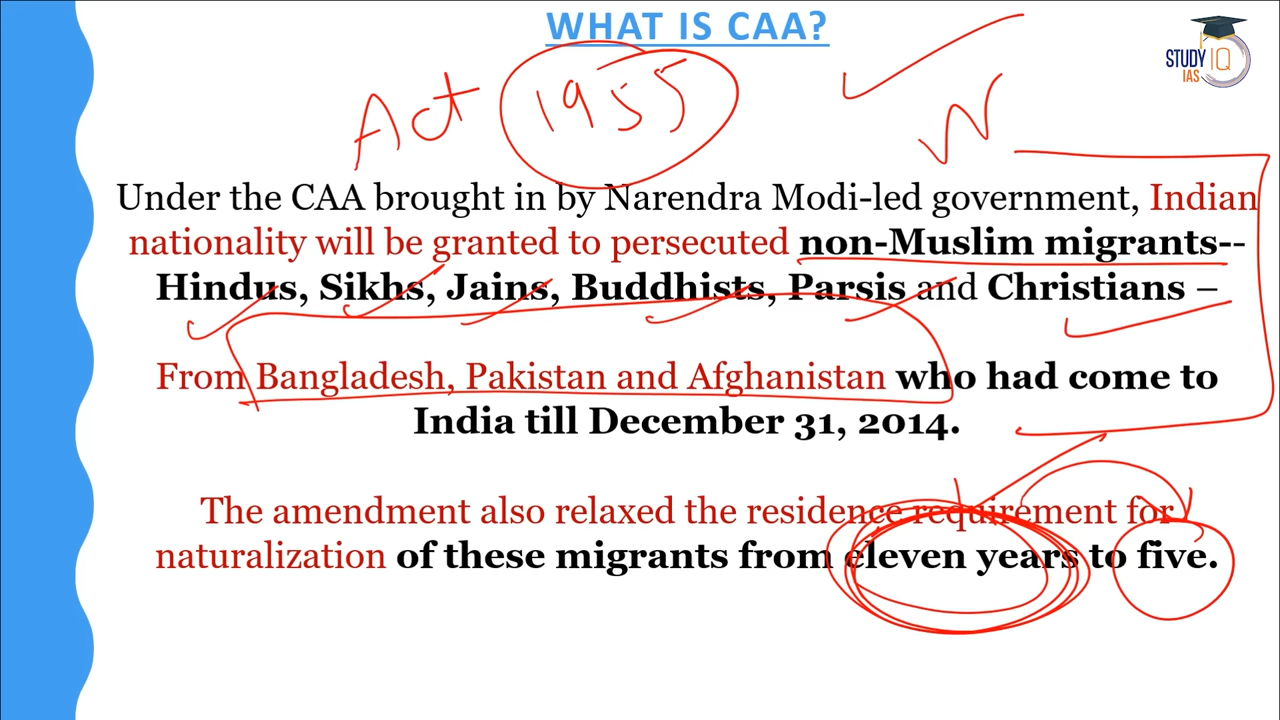 WHAT IS CAA?
STUDY IQ
IAS
Act 1955
N
Under the CAA brought in by Narendra Modi-led government, Indian
nationality will be granted to persecuted non-Muslim migrants--
Hindus, Sikhs, Jains, Buddhists, Parsis and Christians –
From Bangladesh, Pakistan and Afghanistan who had come to
India till December 31, 2014.
The amendment also relaxed the residence requirement for
naturalization of these migrants from eleven years to five.